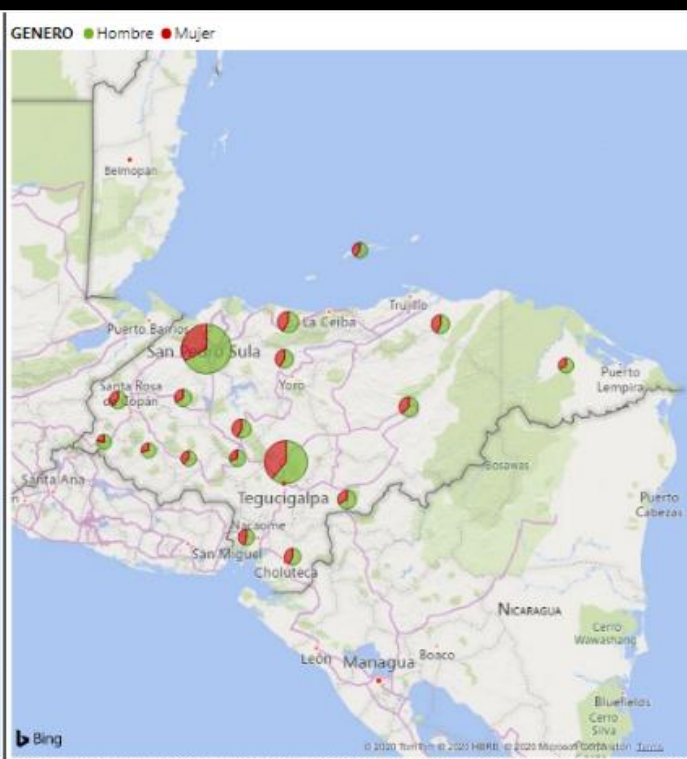 GENERO Hombre Mujer
Belmopan
Trujillo
Puerto Barrios
La Ceiba
San Pedro Sula
Yoro
Puerto
Lempira
Santa Rosa
de Copán
Santa Ana
Bosawas
Tegucigalpa
Puerto
Cabezas
Nacaome
San Miguel
Choluteca
NICARAGUA
Cerro
Wawashang
León
Managua
Boaco
Bluefields
Cerro
Silva
Bing
© 2020 TomTom © 2020 HERE, © 2020 Microsoft Corporation Terms